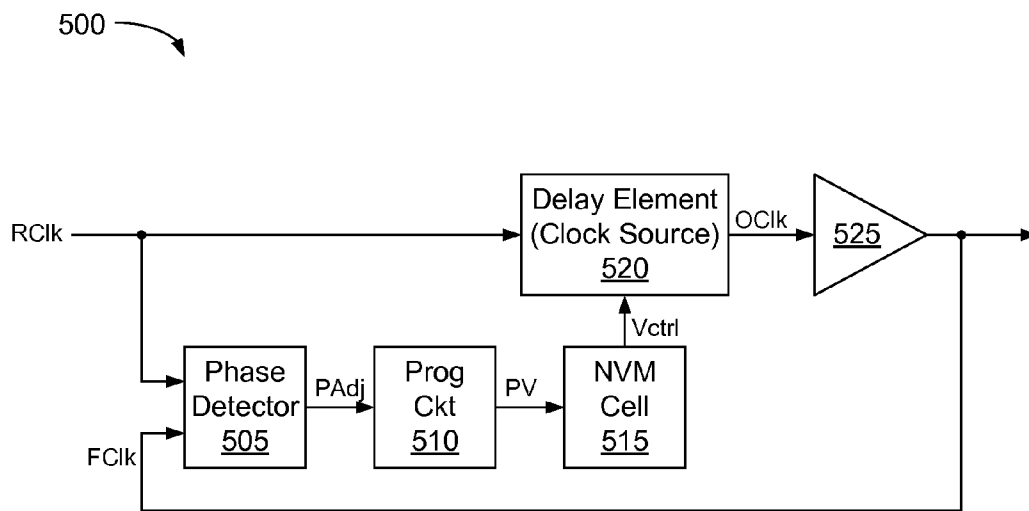 500
Delay Element
(Clock Source)
520
OClk
525
RClk
Vctrl
Phase
Detector
505
PAdj
Prog
Ckt
510
PV
NVM
Cell
515
FClk